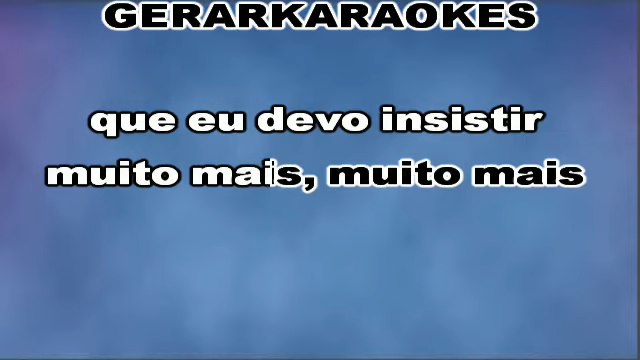 GERARKARAOKES
que eu devo insistir
muito mais, muito mais